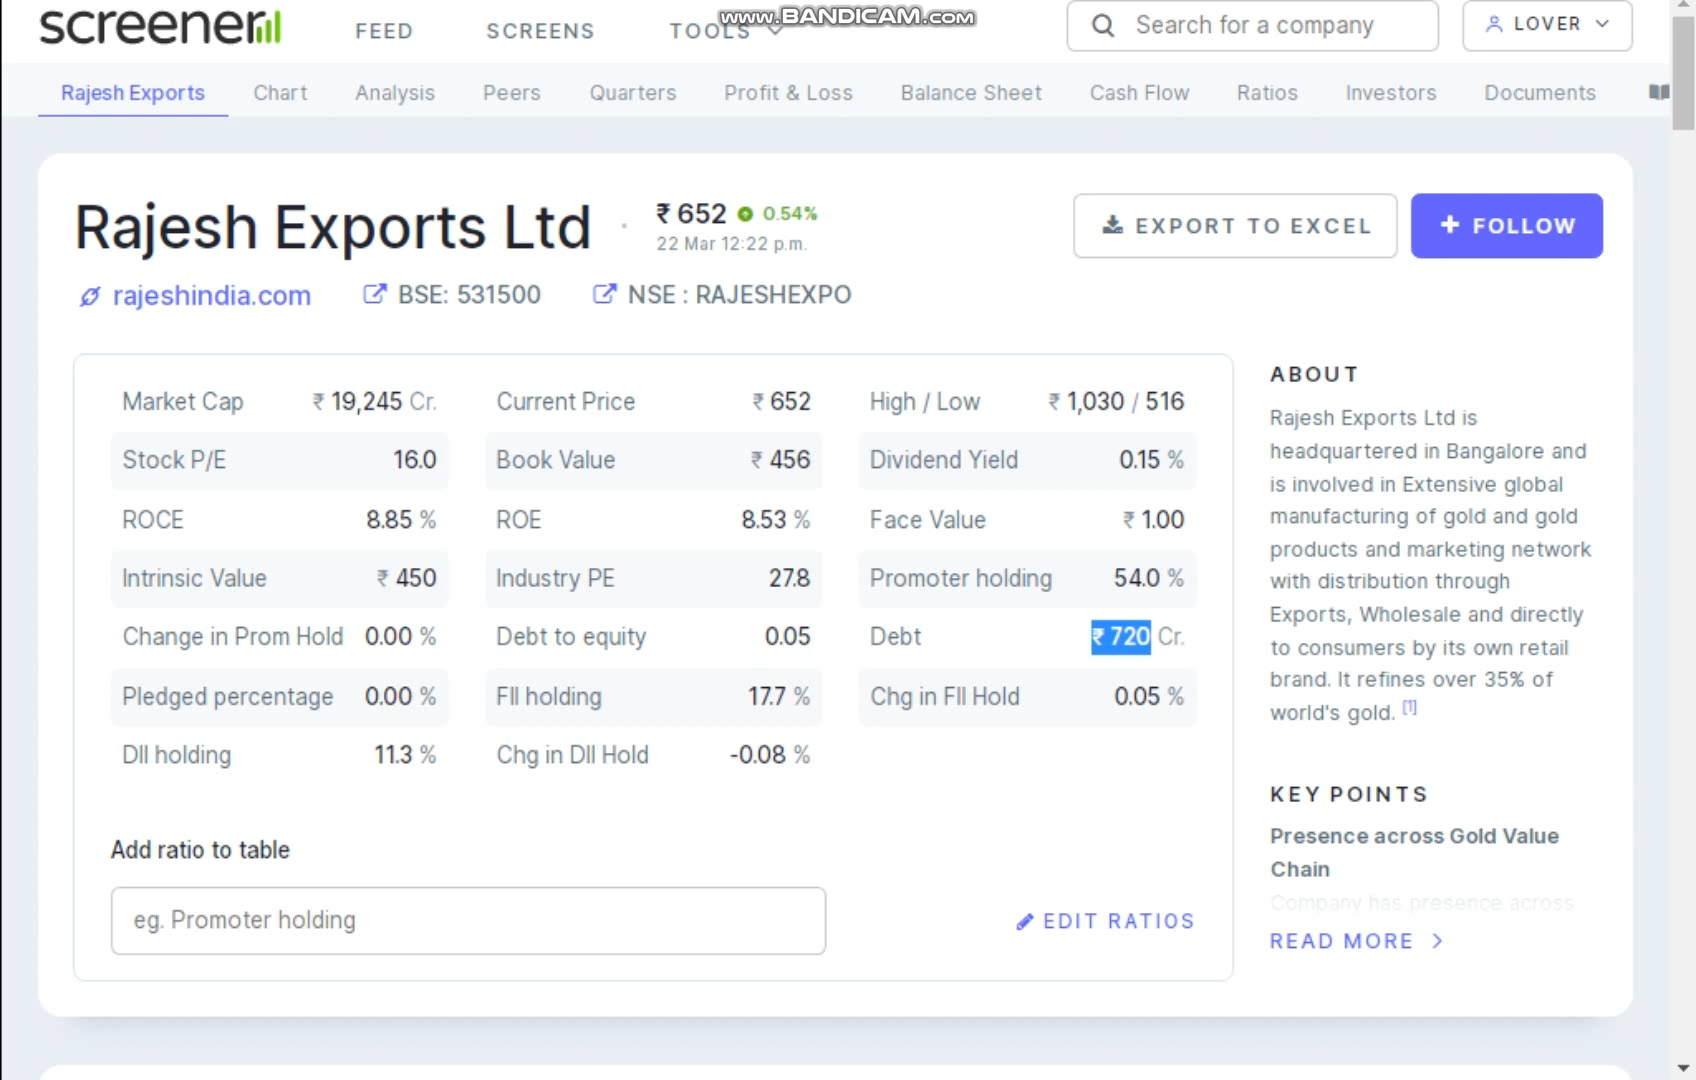 screener
FEED
SCREENS
TOOLS
www.BANDICAM.com
Search for a company
LOVER
Rajesh Exports
Chart
Analysis
Peers
Quarters
Profit & Loss
Balance Sheet
Cash Flow
Ratios
Investors
Documents
Rajesh Exports Ltd
₹ 652 0.54%
22 Mar 12:22 p.m.
EXPORT TO EXCEL
+ FOLLOW
rajeshindia.com
BSE: 531500
NSE : RAJESHEXPO
Market Cap ₹ 19,245 Cr.
Current Price ₹ 652
High / Low ₹ 1,030 / 516
Stock P/E 16.0
Book Value ₹ 456
Dividend Yield 0.15 %
ROCE 8.85 %
ROE 8.53 %
Face Value ₹ 1.00
Intrinsic Value ₹ 450
Industry PE 27.8
Promoter holding 54.0 %
Change in Prom Hold 0.00 %
Debt to equity 0.05
Debt ₹ 720 Cr.
Pledged percentage 0.00 %
FII holding 17.7 %
Chg in FII Hold 0.05 %
DII holding 11.3 %
Chg in DII Hold -0.08 %
Add ratio to table
eg. Promoter holding
EDIT RATIOS
ABOUT
Rajesh Exports Ltd is
headquartered in Bangalore and
is involved in Extensive global
manufacturing of gold and gold
products and marketing network
with distribution through
Exports, Wholesale and directly
to consumers by its own retail
brand. It refines over 35% of
world's gold. [1]
KEY POINTS
Presence across Gold Value
Chain
Company has presence across
READ MORE